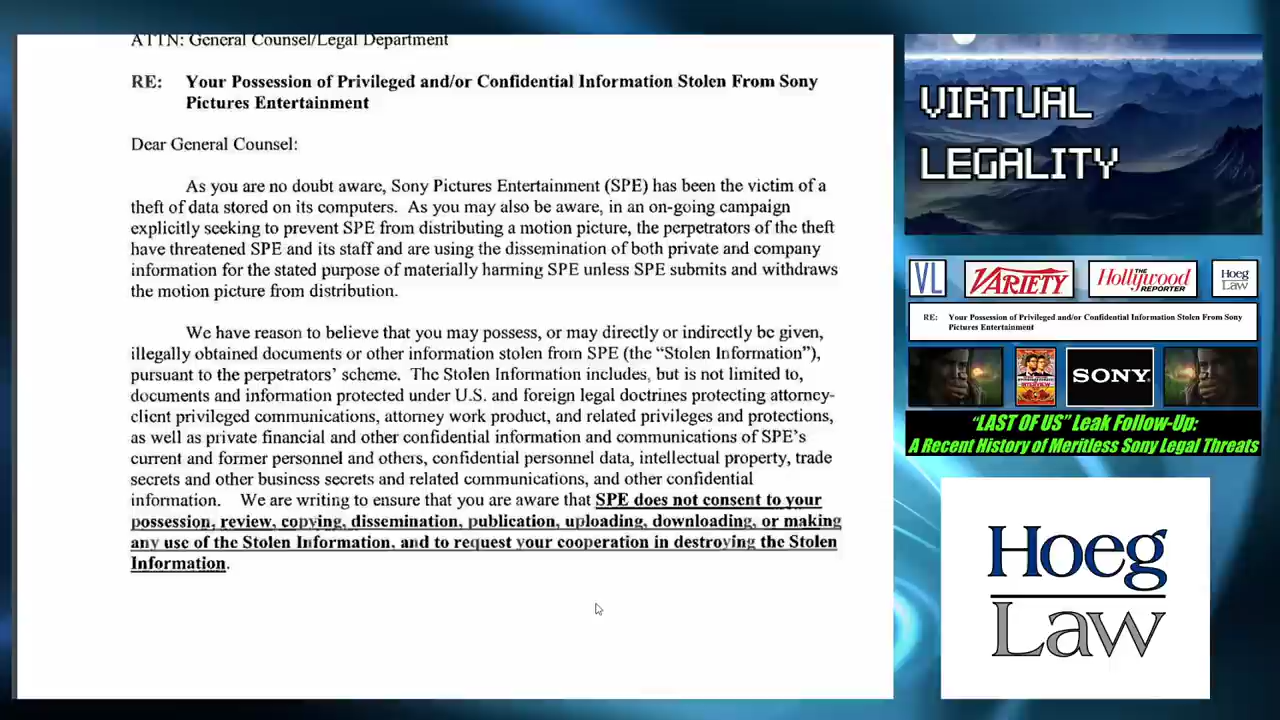 ATTN: General Counsel/Legal Department
RE: Your Possession of Privileged and/or Confidential Information Stolen From Sony
Pictures Entertainment
Dear General Counsel:
As you are no doubt aware, Sony Pictures Entertainment (SPE) has been the victim of a
theft of data stored on its computers. As you may also be aware, in an on-going campaign
explicitly seeking to prevent SPE from distributing a motion picture, the perpetrators of the theft
have threatened SPE and its staff and are using the dissemination of both private and company
information for the stated purpose of materially harming SPE unless SPE submits and withdraws
the motion picture from distribution.
We have reason to believe that you may possess, or may directly or indirectly be given,
illegally obtained documents or other information stolen from SPE (the “Stolen Information”),
pursuant to the perpetrators’ scheme. The Stolen Information includes, but is not limited to,
documents and information protected under U.S. and foreign legal doctrines protecting attorney-
client privileged communications, attorney work product, and related privileges and protections,
as well as private financial and other confidential information and communications of SPE’s
current and former personnel and others, confidential personnel data, intellectual property, trade
secrets and other business secrets and related communications, and other confidential
information. We are writing to ensure that you are aware that SPE does not consent to your
possession, review, copying, dissemination, publication, uploading, downloading, or making
any use of the Stolen Information, and to request your cooperation in destroying the Stolen
Information.
VIRTUAL
LEGALITY
VL
VARIETY
THE
Hollywood
REPORTER
Hoeg
Law
RE: Your Possession of Privileged and/or Confidential Information Stolen From Sony
Pictures Entertainment
SONY
“LAST OF US” Leak Follow-Up:
A Recent History of Meritless Sony Legal Threats
Hoeg
Law